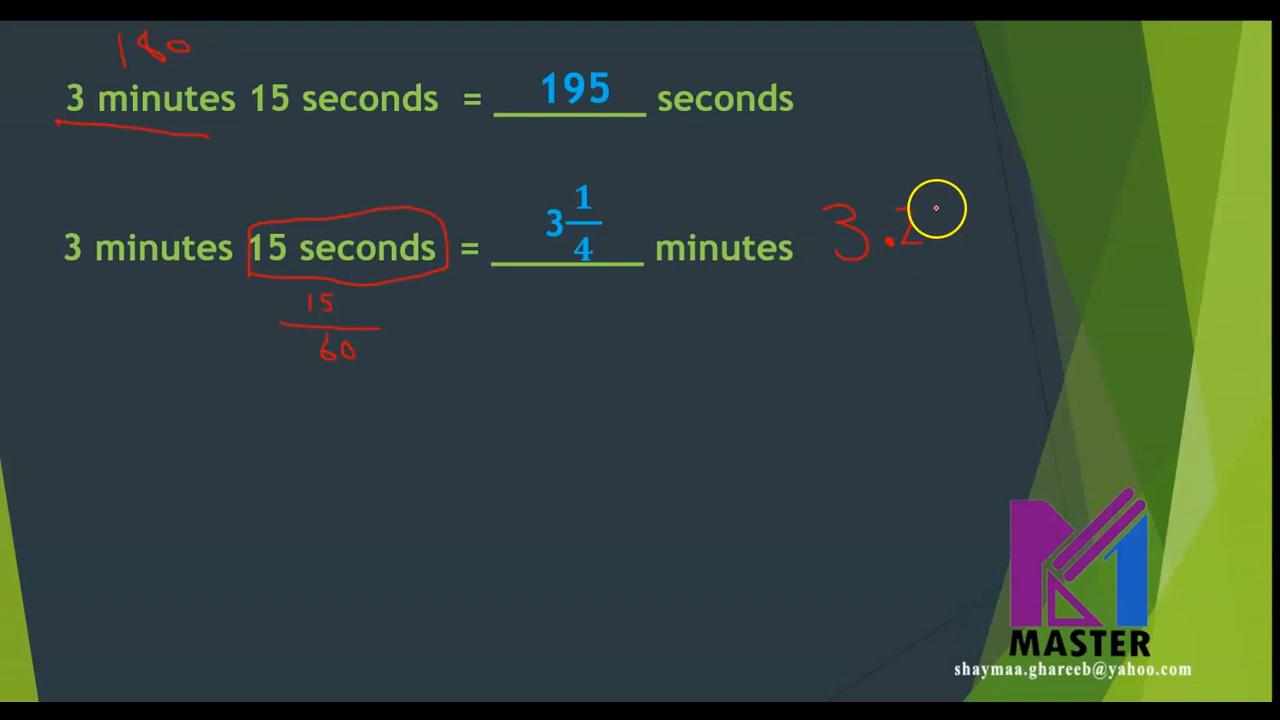 180
3 minutes 15 seconds = 195 seconds
3 minutes 15 seconds = 3 1/4 minutes 3.2
15
60
MASTER
shaymaa.ghareeb@yahoo.com